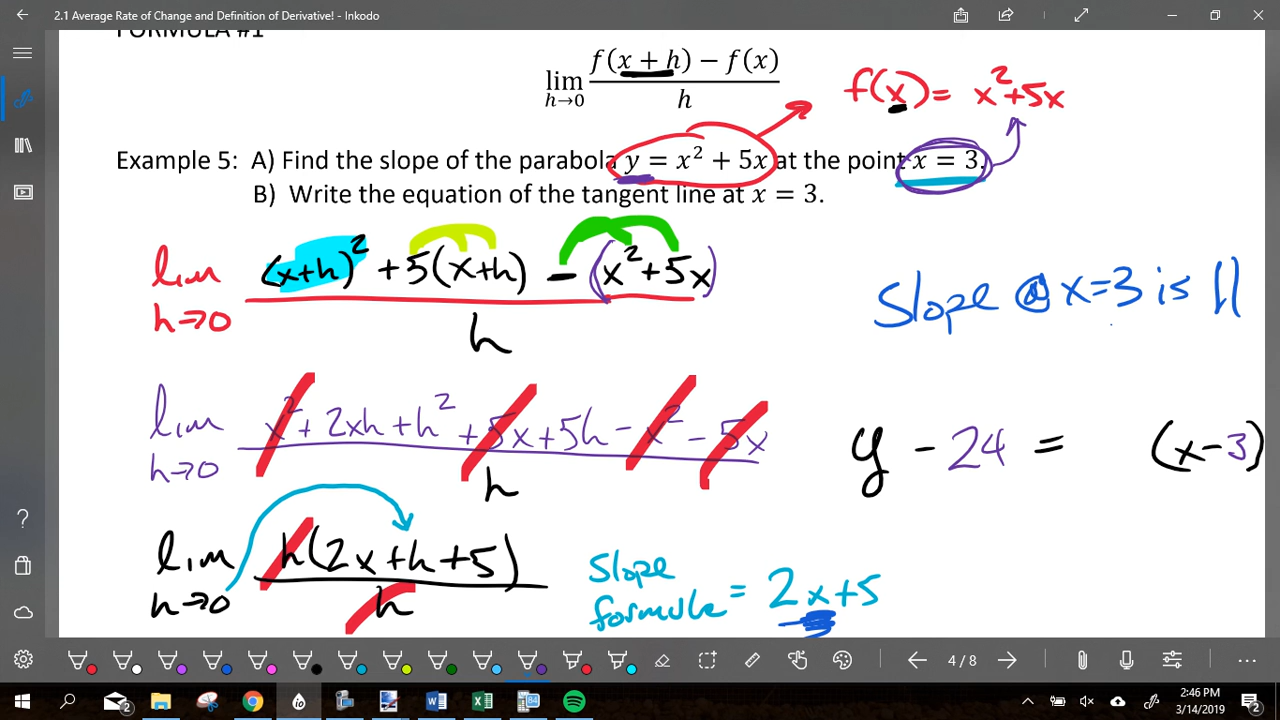 2.1 Average Rate of Change and Definition of Derivative! - Inkodo
FORMULA #1
lim h→0 f(x + h) − f(x) / h
f(x) = x² + 5x
Example 5: A) Find the slope of the parabola y = x² + 5x at the point x = 3.
B) Write the equation of the tangent line at x = 3.
lim h→0 (x+h)² + 5(x+h) − (x² + 5x) / h
Slope @ x=3 is 11
lim h→0 x² + 2xh + h² + 5x + 5h − x² − 5x / h
y − 24 = (x−3)
lim h→0 h(2x + h + 5) / h
Slope formula = 2x+5
4 / 8
2:46 PM
3/14/2019